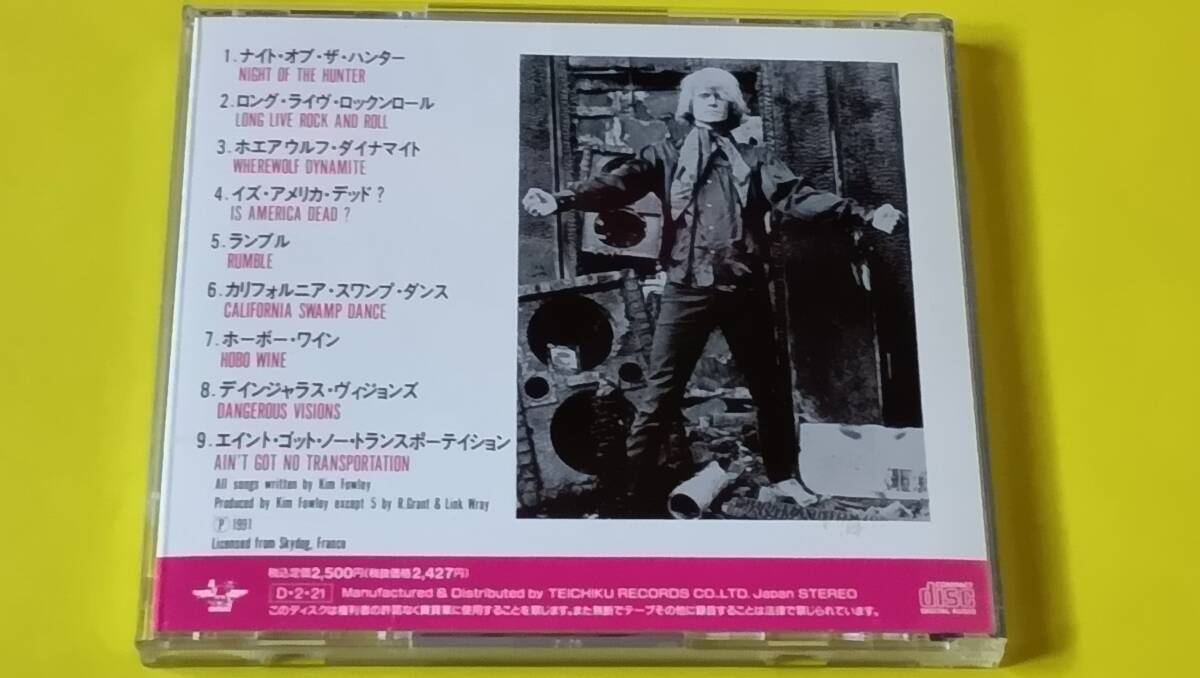 1.ナイト・オブ・ザ・ハンター
NIGHT OF THE HUNTER
2.ロング・ライヴ・ロックンロール
LONG LIVE ROCK AND ROLL
3.ホエアウルフ・ダイナマイト
WHEREWOLF DYNAMITE
4.イズ・アメリカ・デッド?
IS AMERICA DEAD ?
5.ランブル
RUMBLE
6.カリフォルニア・スワンプ・ダンス
CALIFORNIA SWAMP DANCE
7.ホーボー・ワイン
HOBO WINE
8.デインジャラス・ヴィジョンズ
DANGEROUS VISIONS
9.エイント・ゴット・ノー・トランスポーテイション
AIN'T GOT NO TRANSPORTATION
All songs written by Kim Fowley
Produced by Kim Fowley except 5 by R.Grant & Link Wray
Ⓟ 1991
Licensed from Skydog, France
税込定価2,500円(税抜価格2,427円)
D・2・21 Manufactured & Distributed by TEICHIKU RECORDS CO.,LTD. Japan STEREO
このディスクは権利者の許諾なく賃貸業に使用することを禁じます。また無断でテープその他に録音することは法律で禁じられています。
COMPACT
disc
DIGITAL AUDIO